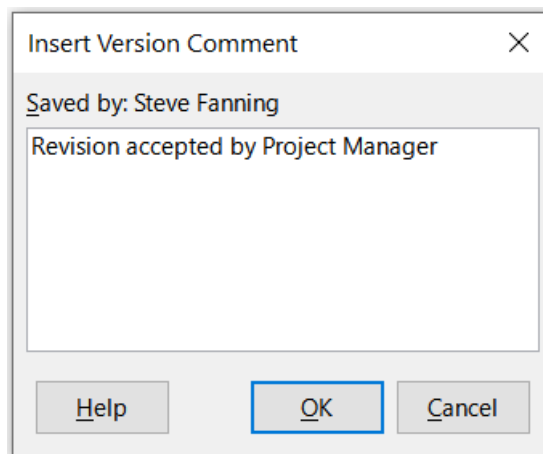 Insert Version Comment
Saved by: Steve Fanning
Revision accepted by Project Manager
Help OK Cancel